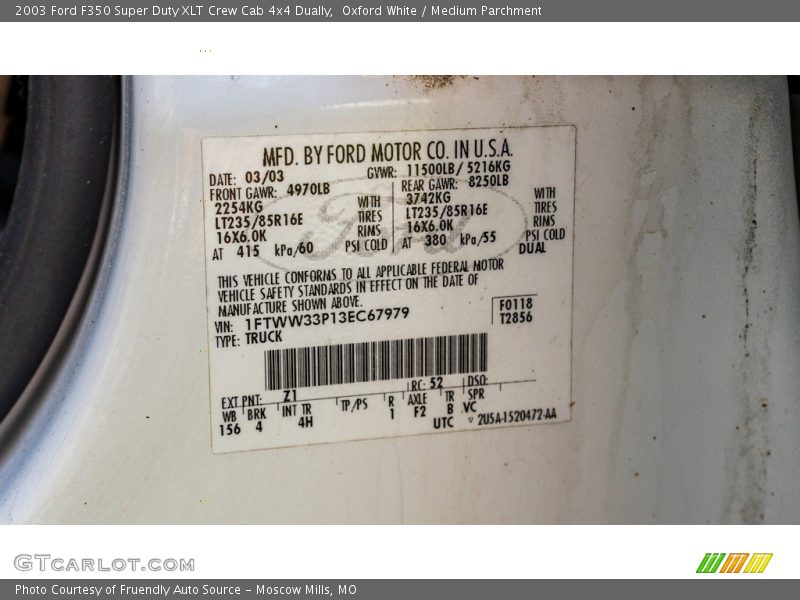 2003 Ford F350 Super Duty XLT Crew Cab 4x4 Dually, Oxford White / Medium Parchment
MFD. BY FORD MOTOR CO. IN U.S.A.
DATE: 03/03 GVWR: 11500LB/ 5216KG
FRONT GAWR: 4970LB REAR GAWR: 8250LB
2254KG WITH 3742KG WITH
LT235/85R16E TIRES LT235/85R16E TIRES
16X6.0K RIMS 16X6.0K RIMS
AT 415 kPa/60 PSI COLD AT 380 kPa/55 PSI COLD
DUAL
Ford
THIS VEHICLE CONFORMS TO ALL APPLICABLE FEDERAL MOTOR
VEHICLE SAFETY STANDARDS IN EFFECT ON THE DATE OF
MANUFACTURE SHOWN ABOVE.
VIN: 1FTWW33P13EC67979 F0118
TYPE: TRUCK T2856
EXT PNT: Z1 RC: 52 DSO:
WB BRK INT TR TP/PS R AXLE TR SPR
156 4 4H 1 F2 B VC
UTC ▽ 2U5A-1520472-AA
GTcarlot.com
Photo Courtesy of Fruendly Auto Source - Moscow Mills, MO